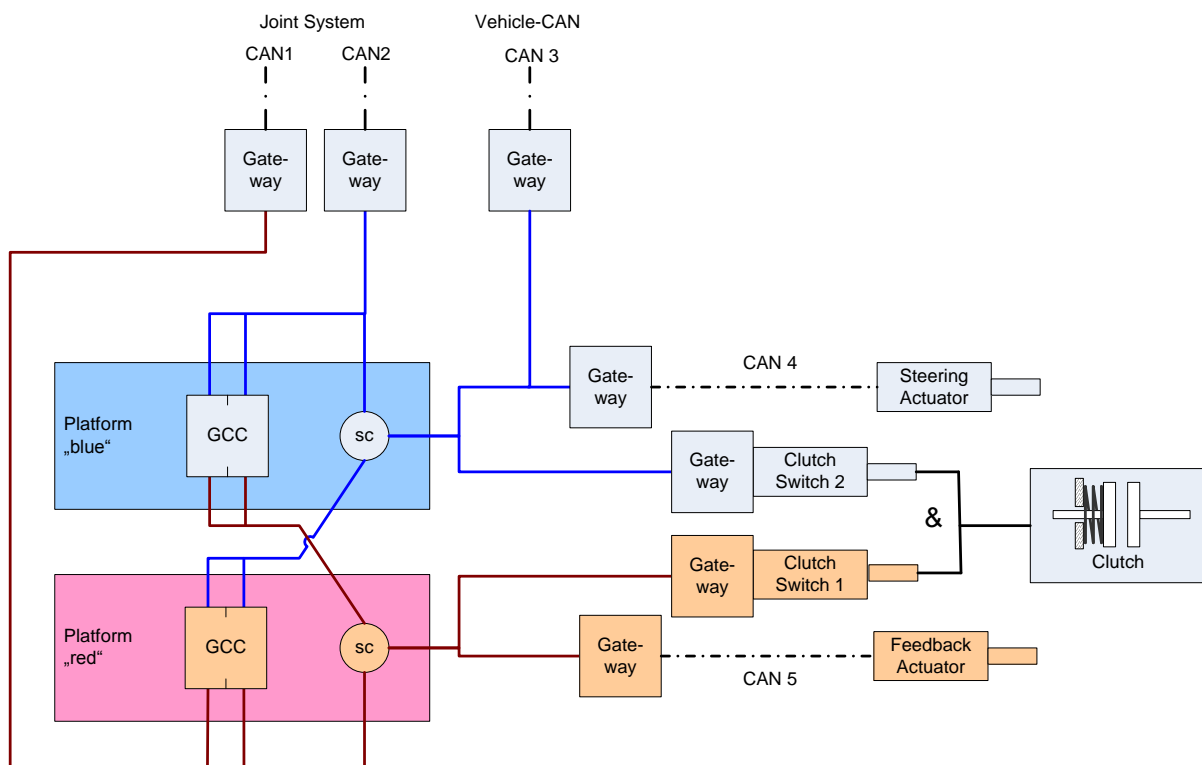 Joint System
Vehicle-CAN
CAN1
CAN2
CAN 3
Gate-
way
Gate-
way
Gate-
way
CAN 4
Gate-
way
Steering
Actuator
Platform
„blue“
GCC
sc
Gate-
way
Clutch
Switch 2
&
Clutch
Gate-
way
Clutch
Switch 1
Platform
„red“
GCC
sc
Gate-
way
CAN 5
Feedback
Actuator